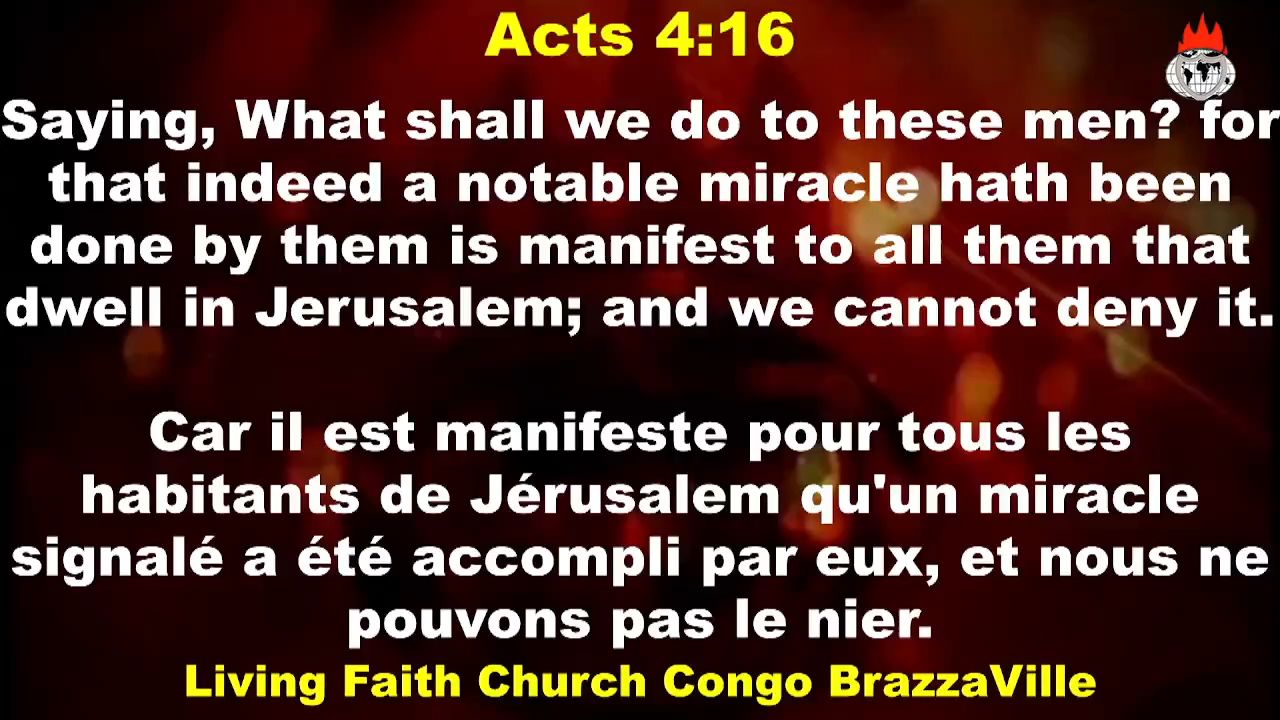 Acts 4:16
Saying, What shall we do to these men? for
that indeed a notable miracle hath been
done by them is manifest to all them that
dwell in Jerusalem; and we cannot deny it.
Car il est manifeste pour tous les
habitants de Jérusalem qu'un miracle
signalé a été accompli par eux, et nous ne
pouvons pas le nier.
Living Faith Church Congo BrazzaVille